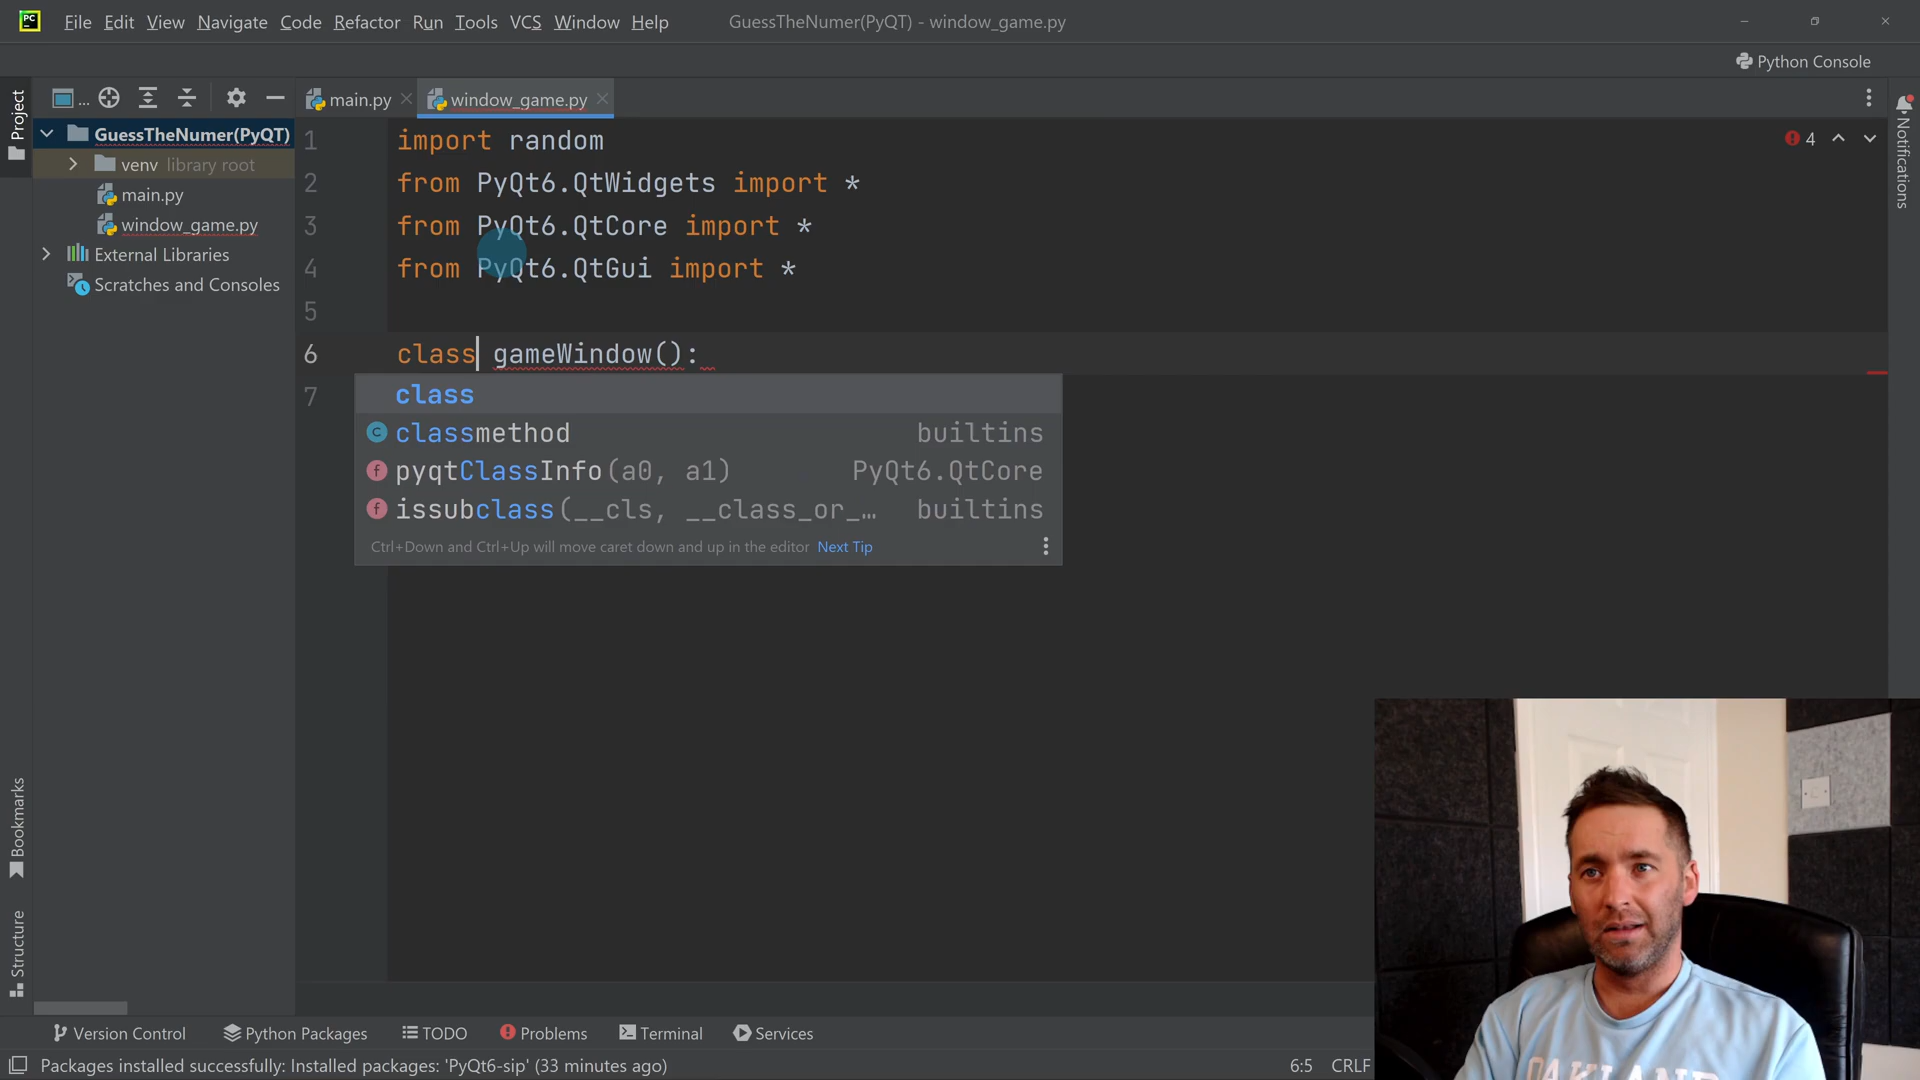 PC File Edit View Navigate Code Refactor Run Tools VCS Window Help GuessTheNumer(PyQT) - window_game.py
Python Console
Project
... main.py window_game.py
GuessTheNumer(PyQT)
venv library root
main.py
window_game.py
External Libraries
Scratches and Consoles
1 import random
2 from PyQt6.QtWidgets import *
3 from PyQt6.QtCore import *
4 from PyQt6.QtGui import *
5
6 class gameWindow():
7
4
Notifications
class
classmethod builtins
pyqtClassInfo(a0, a1) PyQt6.QtCore
issubclass(__cls, __class_or_… builtins
Ctrl+Down and Ctrl+Up will move caret down and up in the editor Next Tip
Bookmarks
Structure
Version Control Python Packages TODO Problems Terminal Services
Packages installed successfully: Installed packages: 'PyQt6-sip' (33 minutes ago) 6:5 CRLF
OAKLAND